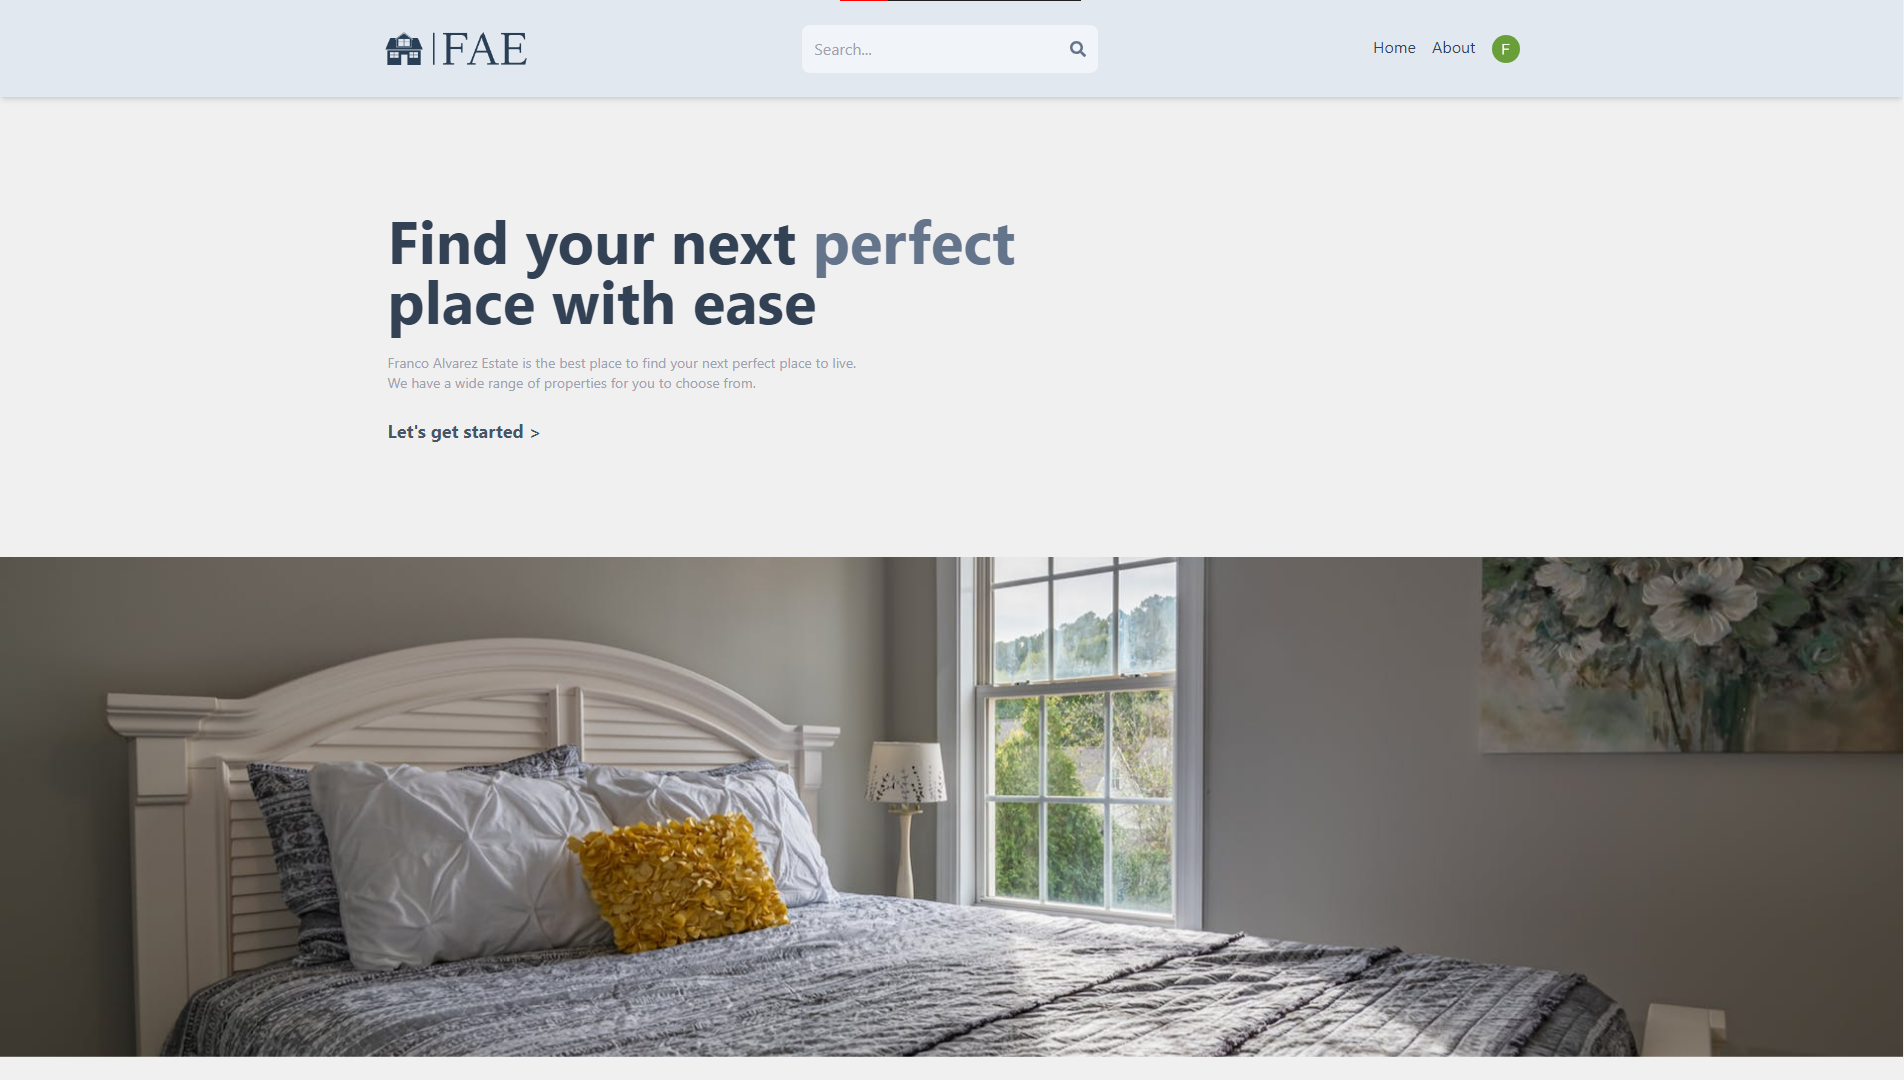 FAE
Search...
Home
About
F
Find your next perfect
place with ease
Franco Alvarez Estate is the best place to find your next perfect place to live.
We have a wide range of properties for you to choose from.
Let's get started >